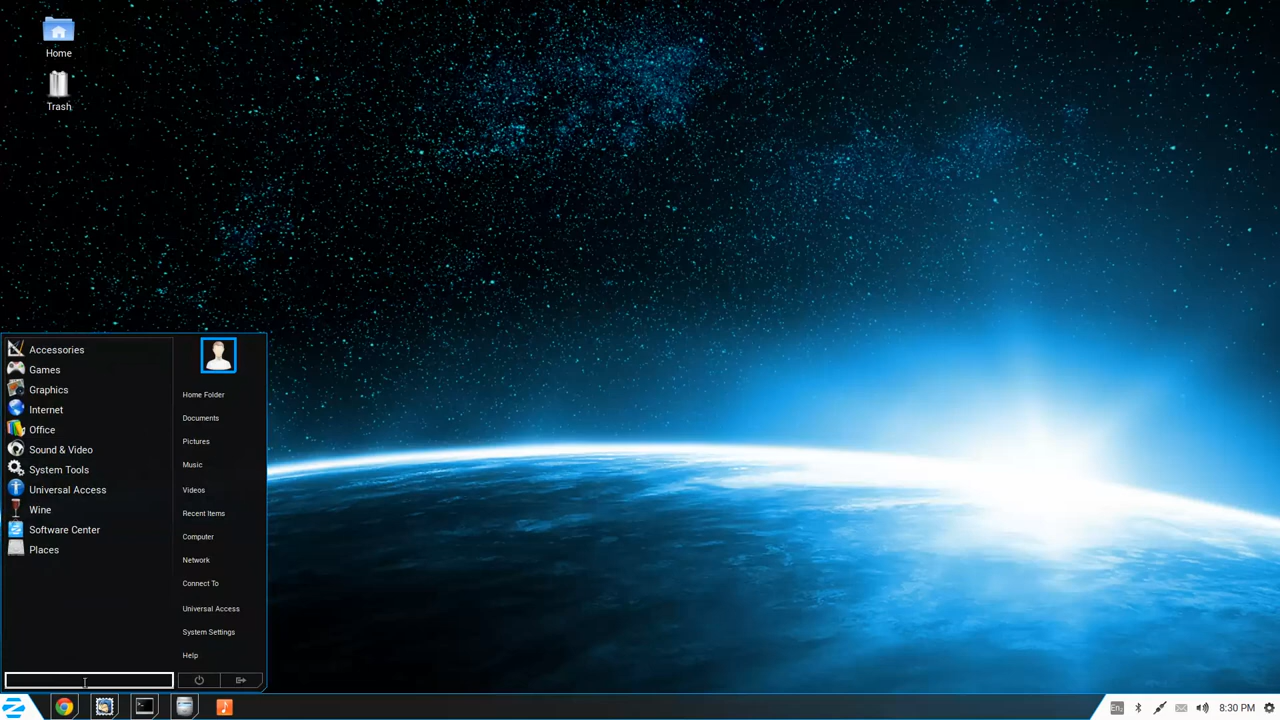 Home
Trash
Accessories
Games
Graphics
Internet
Office
Sound & Video
System Tools
Universal Access
Wine
Software Center
Places
Home Folder
Documents
Pictures
Music
Videos
Recent Items
Computer
Network
Connect To
Universal Access
System Settings
Help
En₂ 8:30 PM